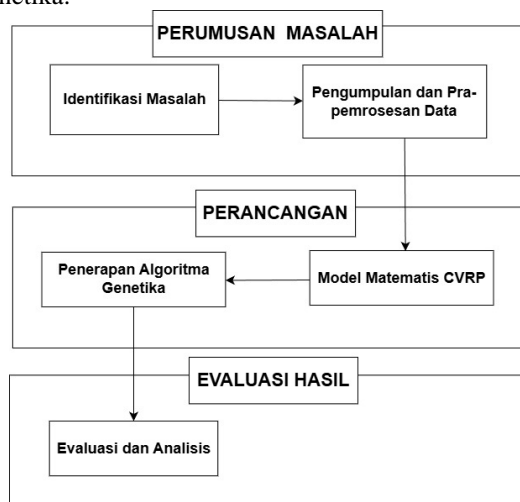 PERUMUSAN MASALAH
Identifikasi Masalah
Pengumpulan dan Pra-
pemrosesan Data
PERANCANGAN
Penerapan Algoritma
Genetika
Model Matematis CVRP
EVALUASI HASIL
Evaluasi dan Analisis